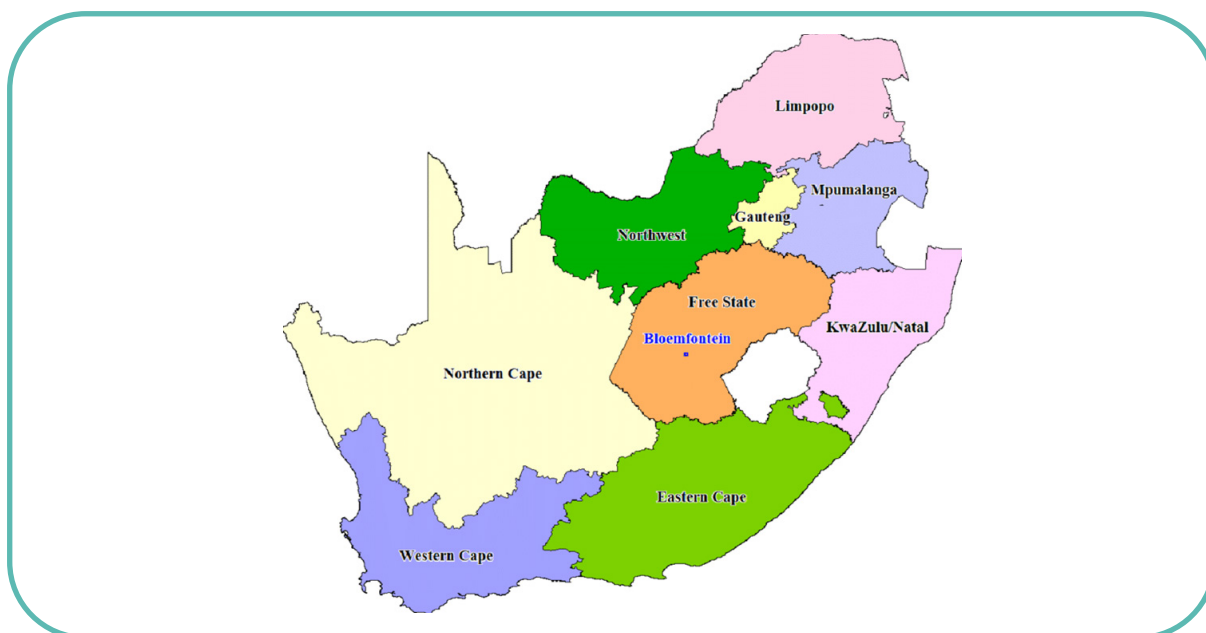 Limpopo
Mpumalanga
Gauteng
Northwest
Free State
KwaZulu/Natal
Bloemfontein
Northern Cape
Eastern Cape
Western Cape